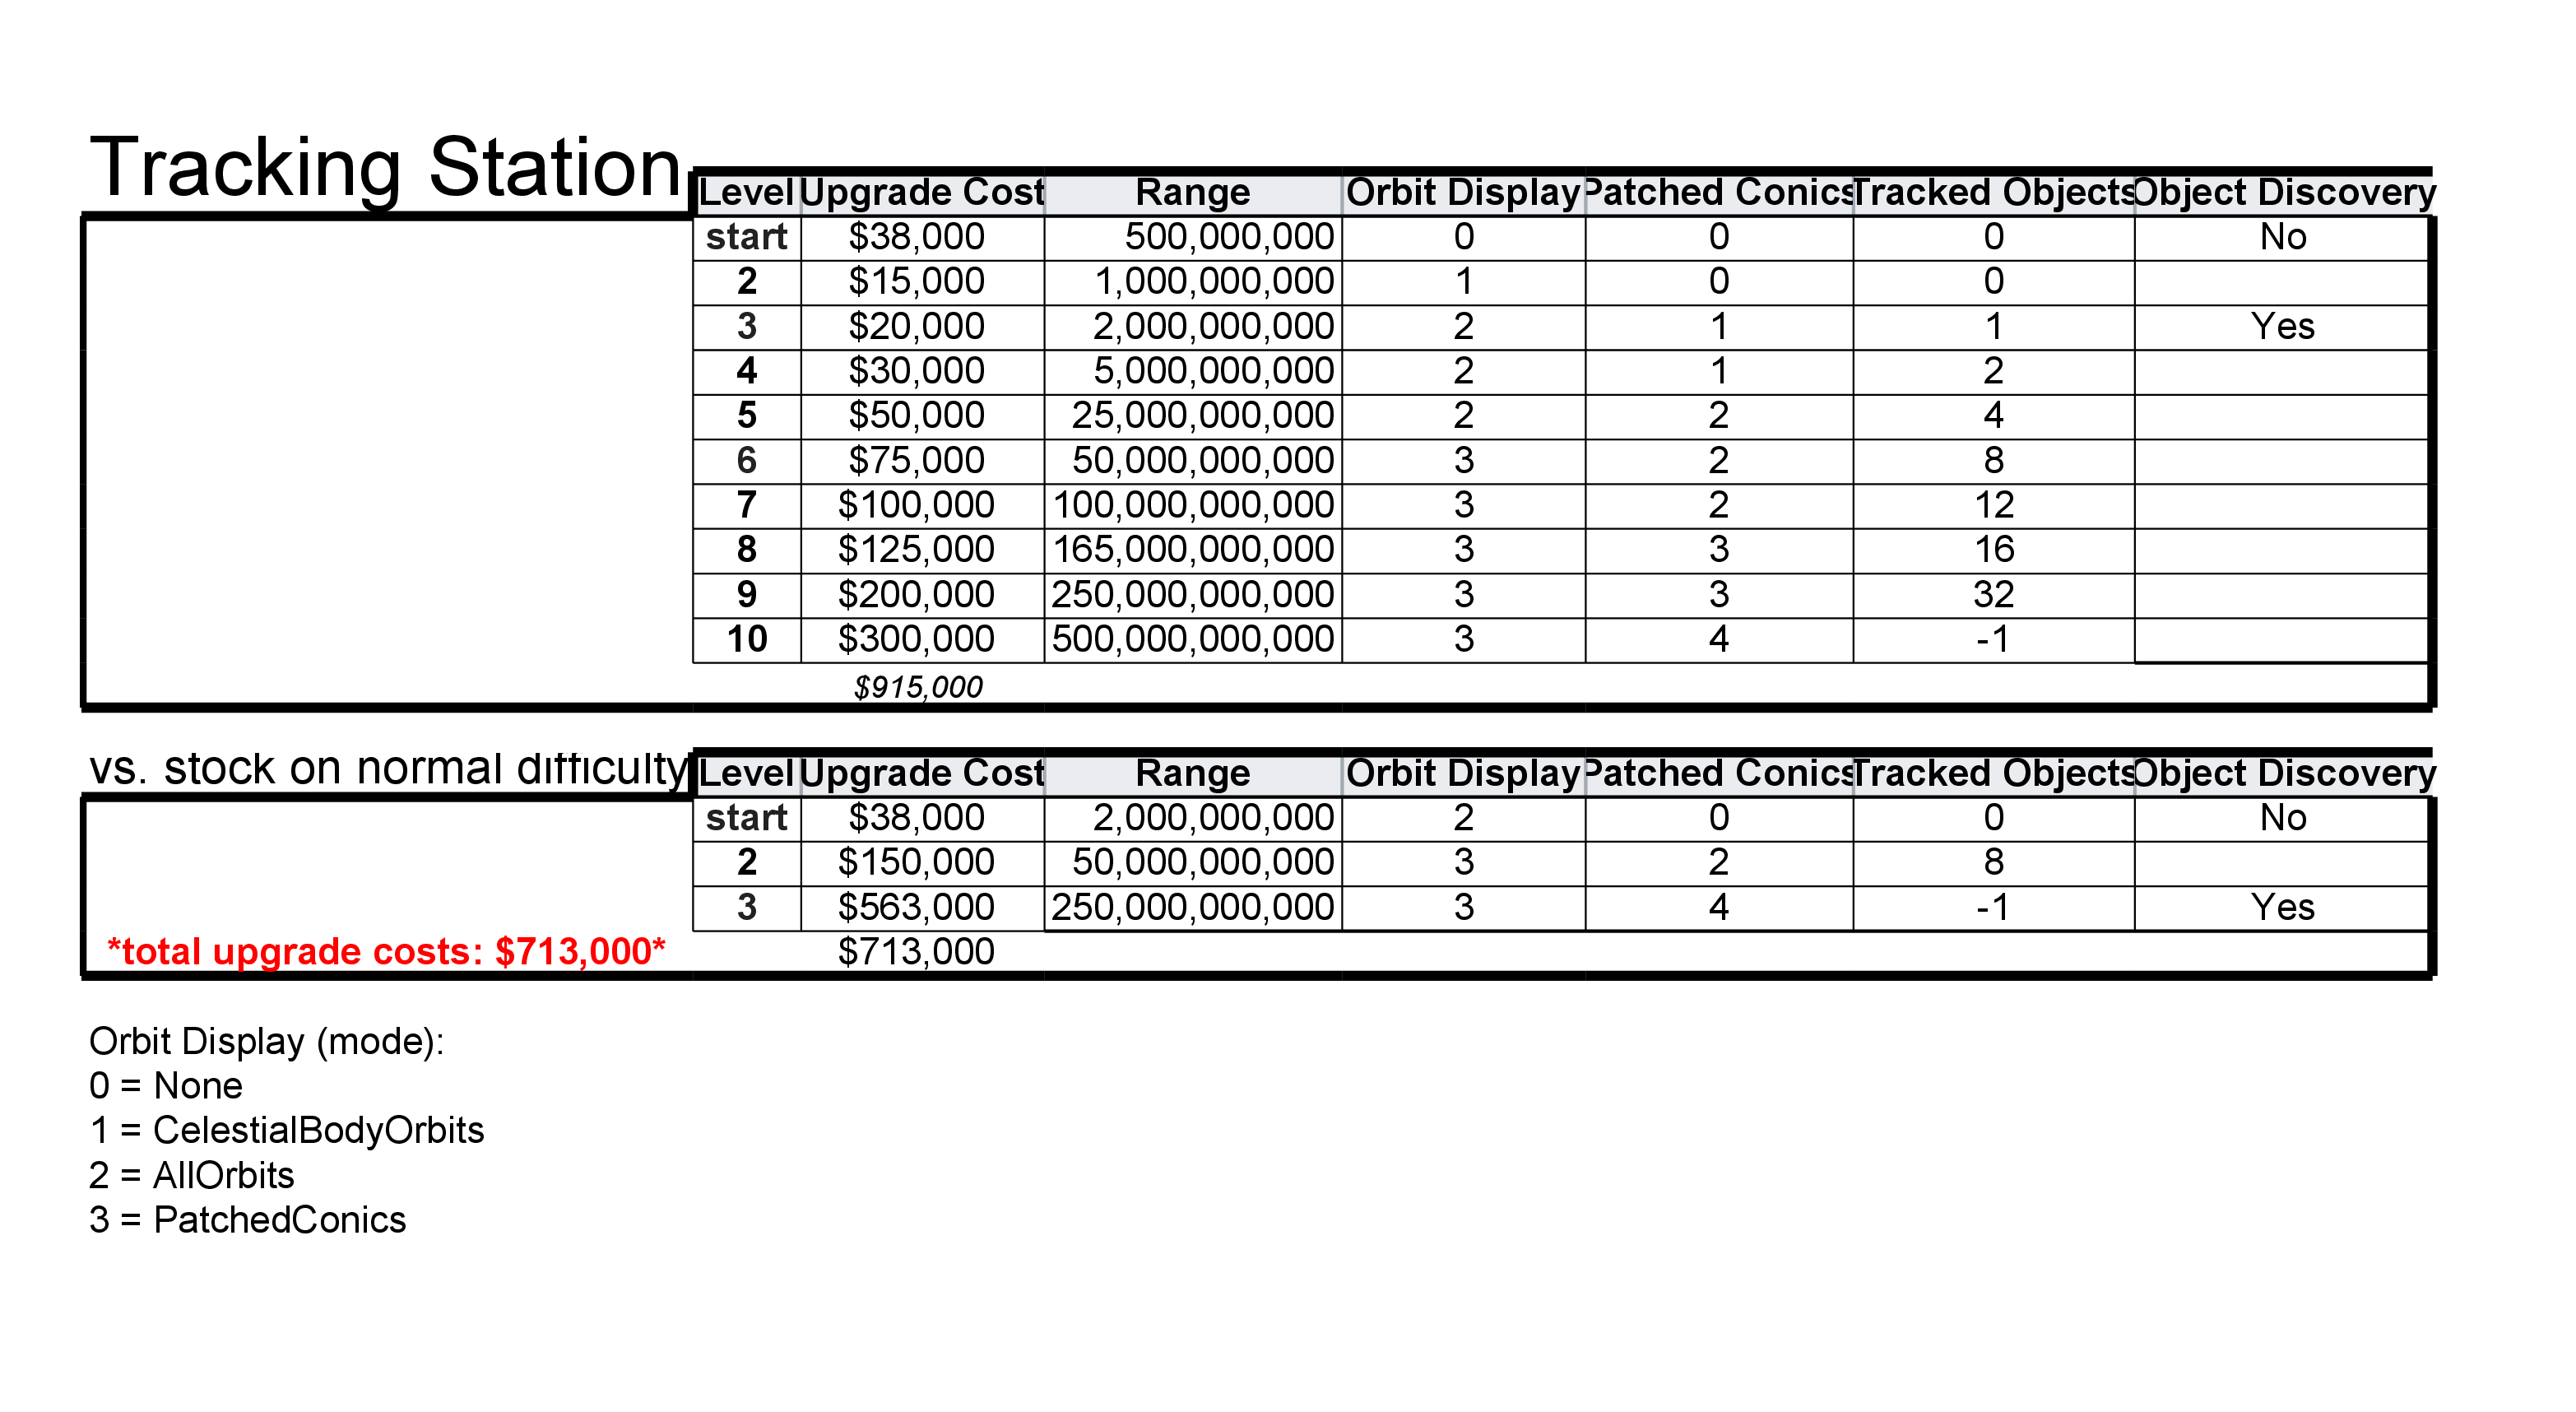 Tracking Station
Level Upgrade Cost Range Orbit Display Patched Conics Tracked Objects Object Discovery
start $38,000 500,000,000 0 0 0 No
2 $15,000 1,000,000,000 1 0 0
3 $20,000 2,000,000,000 2 1 1 Yes
4 $30,000 5,000,000,000 2 1 2
5 $50,000 25,000,000,000 2 2 4
6 $75,000 50,000,000,000 3 2 8
7 $100,000 100,000,000,000 3 2 12
8 $125,000 165,000,000,000 3 3 16
9 $200,000 250,000,000,000 3 3 32
10 $300,000 500,000,000,000 3 4 -1
$915,000
vs. stock on normal difficulty
Level Upgrade Cost Range Orbit Display Patched Conics Tracked Objects Object Discovery
start $38,000 2,000,000,000 2 0 0 No
2 $150,000 50,000,000,000 3 2 8
3 $563,000 250,000,000,000 3 4 -1 Yes
*total upgrade costs: $713,000* $713,000
Orbit Display (mode):
0 = None
1 = CelestialBodyOrbits
2 = AllOrbits
3 = PatchedConics